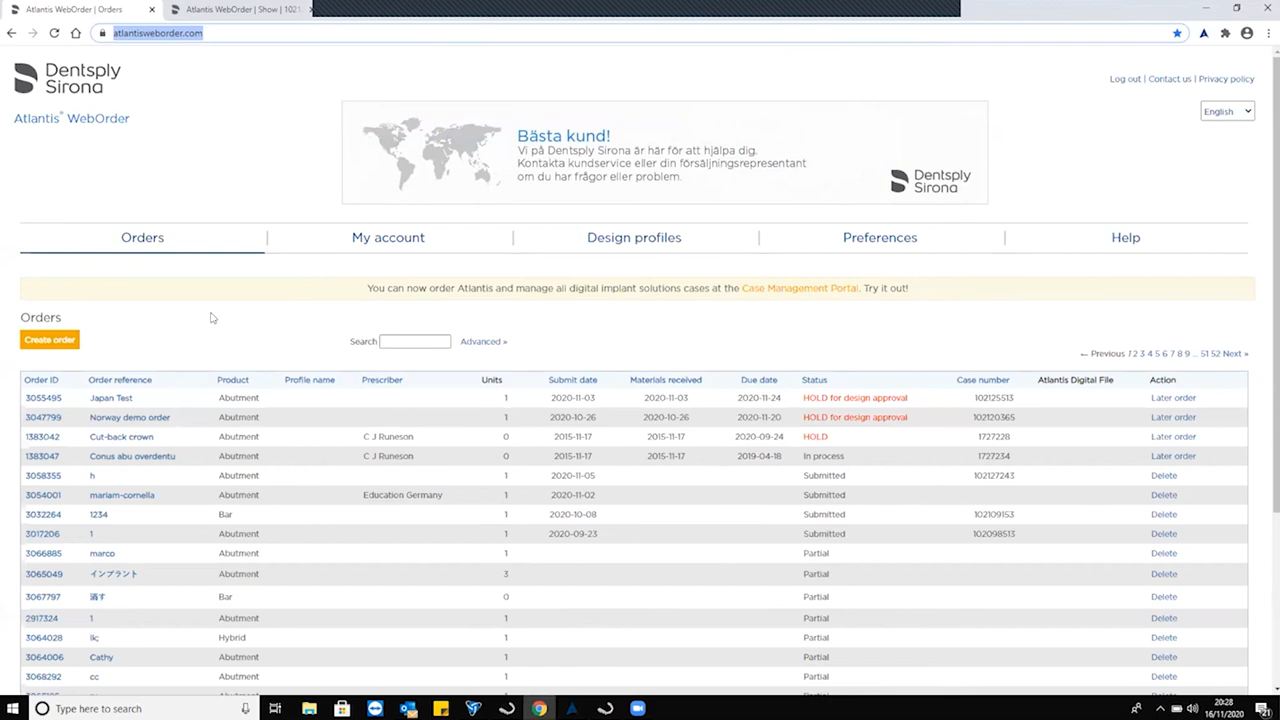 Atlantis WebOrder | Orders
Atlantis WebOrder | Show | 1021
atlantisweborder.com
Dentsply
Sirona
Log out | Contact us | Privacy policy
Atlantis® WebOrder
English
Bästa kund!
Vi på Dentsply Sirona är här för att hjälpa dig.
Kontakta kundservice eller din försäljningsrepresentant
om du har frågor eller problem.
Dentsply
Sirona
Orders | My account | Design profiles | Preferences | Help
You can now order Atlantis and manage all digital implant solutions cases at the Case Management Portal. Try it out!
Orders
Create order
Search Advanced »
← Previous 1 2 3 4 5 6 7 8 9 ... 51 52 Next »
Order ID Order reference Product Profile name Prescriber Units Submit date Materials received Due date Status Case number Atlantis Digital File Action
3055495 Japan Test Abutment 1 2020-11-03 2020-11-03 2020-11-24 HOLD for design approval 102125513 Later order
3047799 Norway demo order Abutment 1 2020-10-26 2020-10-26 2020-11-20 HOLD for design approval 102120365 Later order
1383042 Cut-back crown Abutment C J Runeson 0 2015-11-17 2015-11-17 2020-09-24 HOLD 1727228 Later order
1383047 Conus abu overdentu Abutment C J Runeson 0 2015-11-17 2015-11-17 2019-04-18 In process 1727234 Later order
3058355 h Abutment 1 2020-11-05 Submitted 102127243 Delete
3054001 mariam-cornella Abutment Education Germany 1 2020-11-02 Submitted Delete
3032264 1234 Bar 1 2020-10-08 Submitted 102109153 Delete
3017206 1 Abutment 1 2020-09-23 Submitted 102098513 Delete
3066885 marco Abutment 1 Partial Delete
3065049 インプラント Abutment 3 Partial Delete
3067797 酒す Bar 0 Partial Delete
2917324 1 Abutment 1 Partial Delete
3064028 Hybrid 1 Partial Delete
3064006 Cathy Abutment 1 Partial Delete
3068292 cc Abutment 1 Partial Delete
Type here to search
20:28
16/11/2020